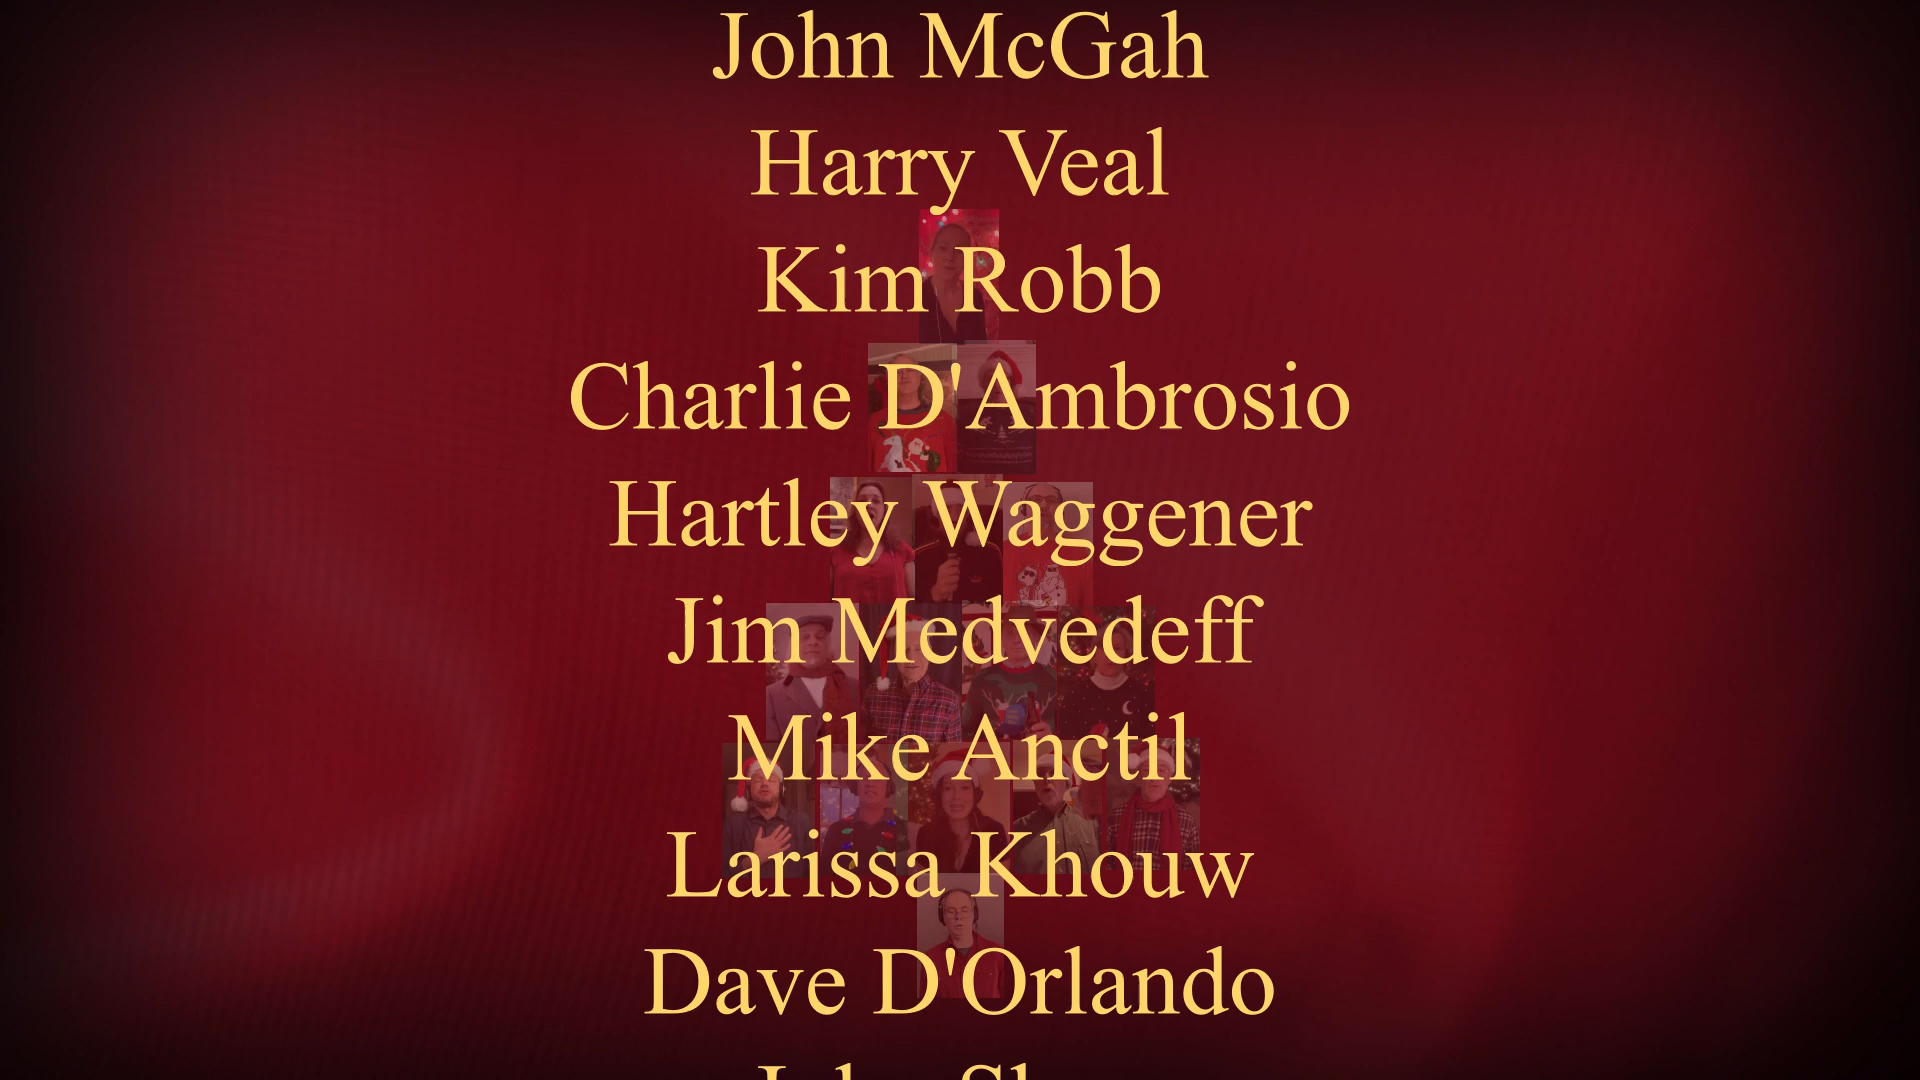 John McGah
Harry Veal
Kim Robb
Charlie D'Ambrosio
Hartley Waggener
Jim Medvedeff
Mike Anctil
Larissa Khouw
Dave D'Orlando